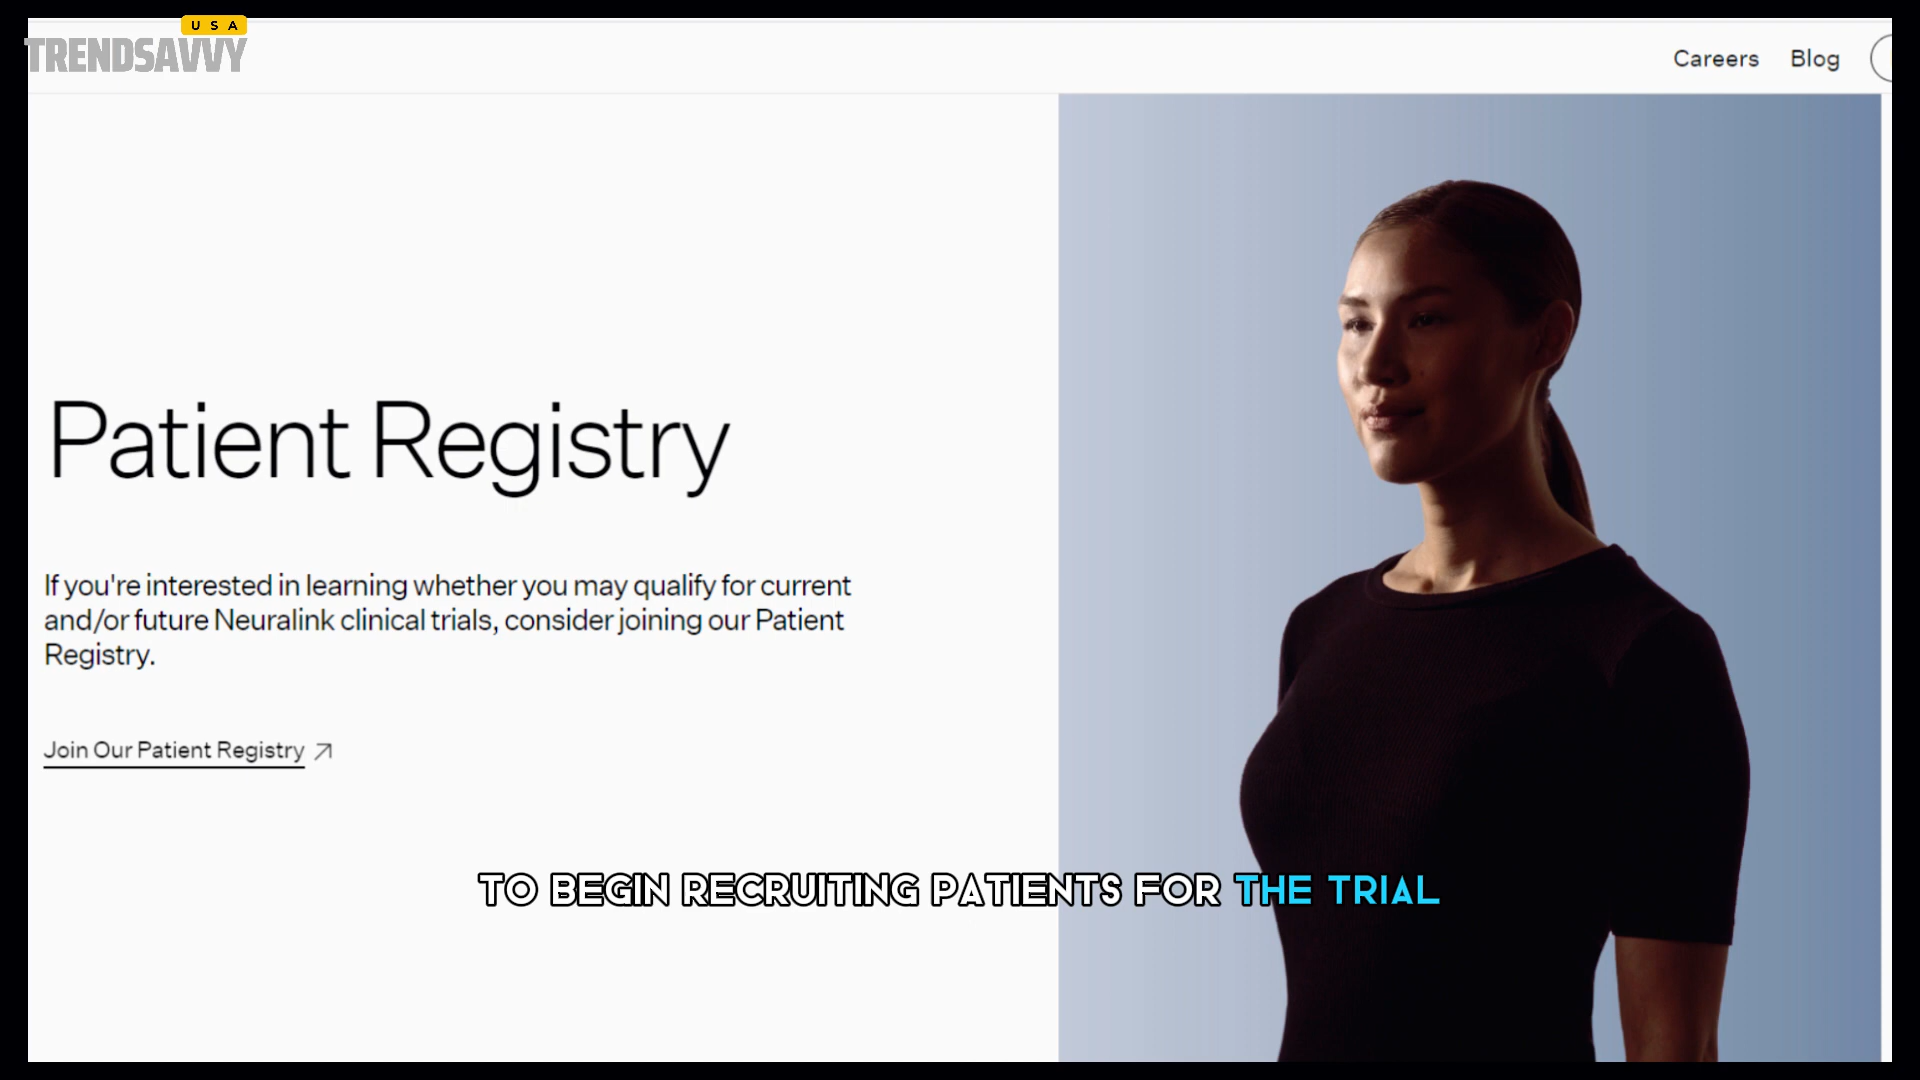 USA
TRENDSAVVY
Careers Blog
Patient Registry
If you're interested in learning whether you may qualify for current
and/or future Neuralink clinical trials, consider joining our Patient
Registry.
Join Our Patient Registry
TO BEGIN RECRUITING PATIENTS FOR THE TRIAL